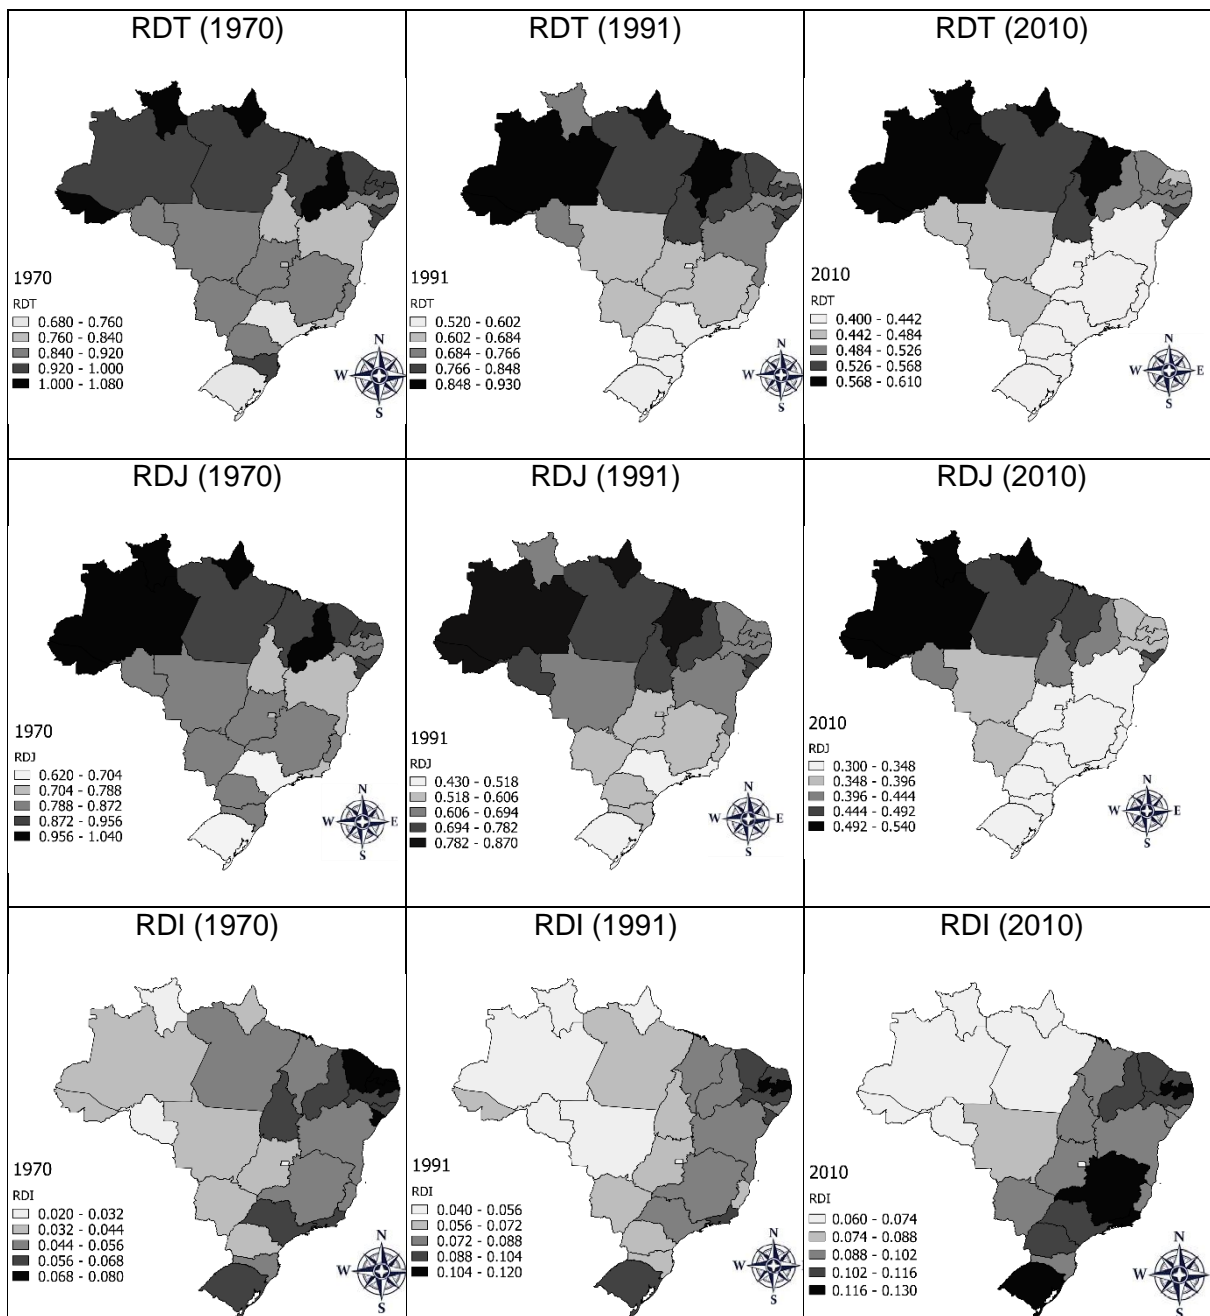 RDT (1970)
1970
RDT
0.680 - 0.760
0.760 - 0.840
0.840 - 0.920
0.920 - 1.000
1.000 - 1.080
N
W
S
RDT (1991)
1991
RDT
0.520 - 0.602
0.602 - 0.684
0.684 - 0.766
0.766 - 0.848
0.848 - 0.930
N
W
S
RDT (2010)
2010
RDT
0.400 - 0.442
0.442 - 0.484
0.484 - 0.526
0.526 - 0.568
0.568 - 0.610
N
W E
S
RDJ (1970)
1970
RDJ
0.620 - 0.704
0.704 - 0.788
0.788 - 0.872
0.872 - 0.956
0.956 - 1.040
N
W E
S
RDJ (1991)
1991
RDJ
0.430 - 0.518
0.518 - 0.606
0.606 - 0.694
0.694 - 0.782
0.782 - 0.870
N
W E
S
RDJ (2010)
2010
RDJ
0.300 - 0.348
0.348 - 0.396
0.396 - 0.444
0.444 - 0.492
0.492 - 0.540
N
W E
S
RDI (1970)
1970
RDI
0.020 - 0.032
0.032 - 0.044
0.044 - 0.056
0.056 - 0.068
0.068 - 0.080
N
W
S
RDI (1991)
1991
RDI
0.040 - 0.056
0.056 - 0.072
0.072 - 0.088
0.088 - 0.104
0.104 - 0.120
N
W
S
RDI (2010)
2010
RDI
0.060 - 0.074
0.074 - 0.088
0.088 - 0.102
0.102 - 0.116
0.116 - 0.130
N
W E
S